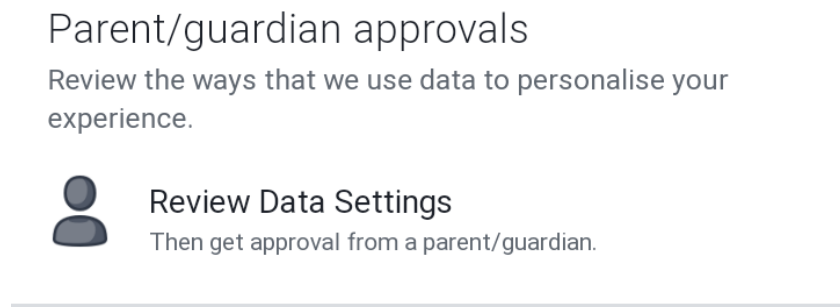 Parent/guardian approvals
Review the ways that we use data to personalise your
experience.
Review Data Settings
Then get approval from a parent/guardian.